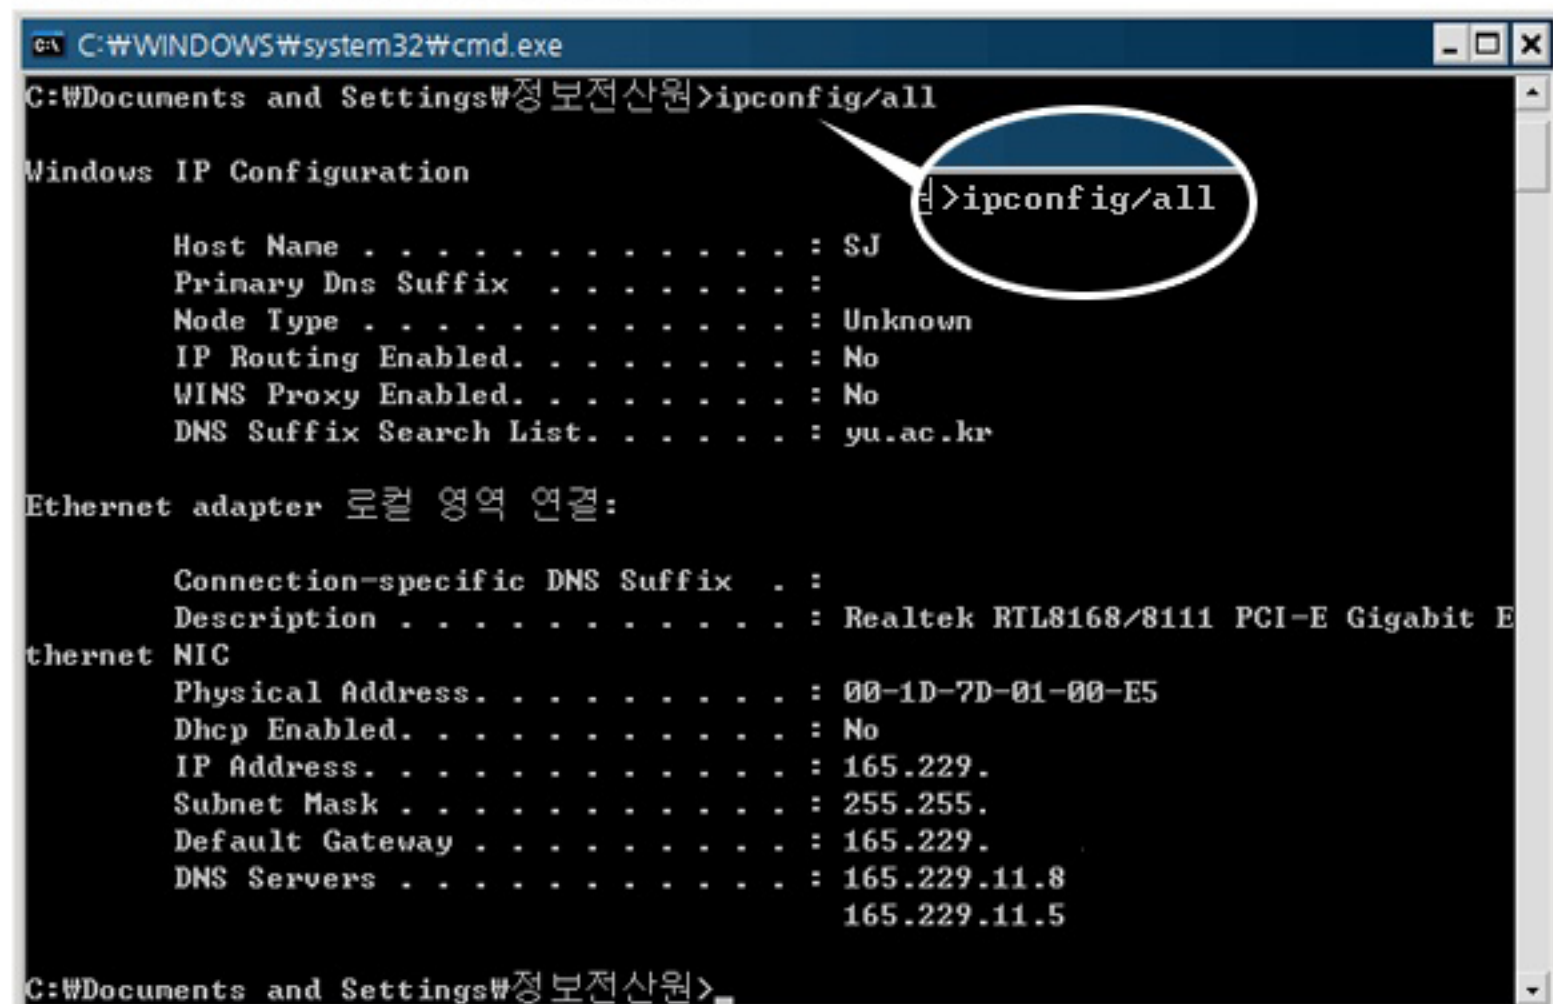 C:₩WINDOWS₩system32₩cmd.exe
C:₩Documents and Settings₩정보전산원>ipconfig/all
>ipconfig/all
Windows IP Configuration
Host Name . . . . . . . . . . . . : SJ
Primary Dns Suffix . . . . . . . :
Node Type . . . . . . . . . . . . : Unknown
IP Routing Enabled. . . . . . . . : No
WINS Proxy Enabled. . . . . . . . : No
DNS Suffix Search List. . . . . . : yu.ac.kr
Ethernet adapter 로컬 영역 연결:
Connection-specific DNS Suffix . :
Description . . . . . . . . . . . : Realtek RTL8168/8111 PCI-E Gigabit E
thernet NIC
Physical Address. . . . . . . . . : 00-1D-7D-01-00-E5
Dhcp Enabled. . . . . . . . . . . : No
IP Address. . . . . . . . . . . . : 165.229.
Subnet Mask . . . . . . . . . . . : 255.255.
Default Gateway . . . . . . . . . : 165.229.
DNS Servers . . . . . . . . . . . : 165.229.11.8
165.229.11.5
C:₩Documents and Settings₩정보전산원>_